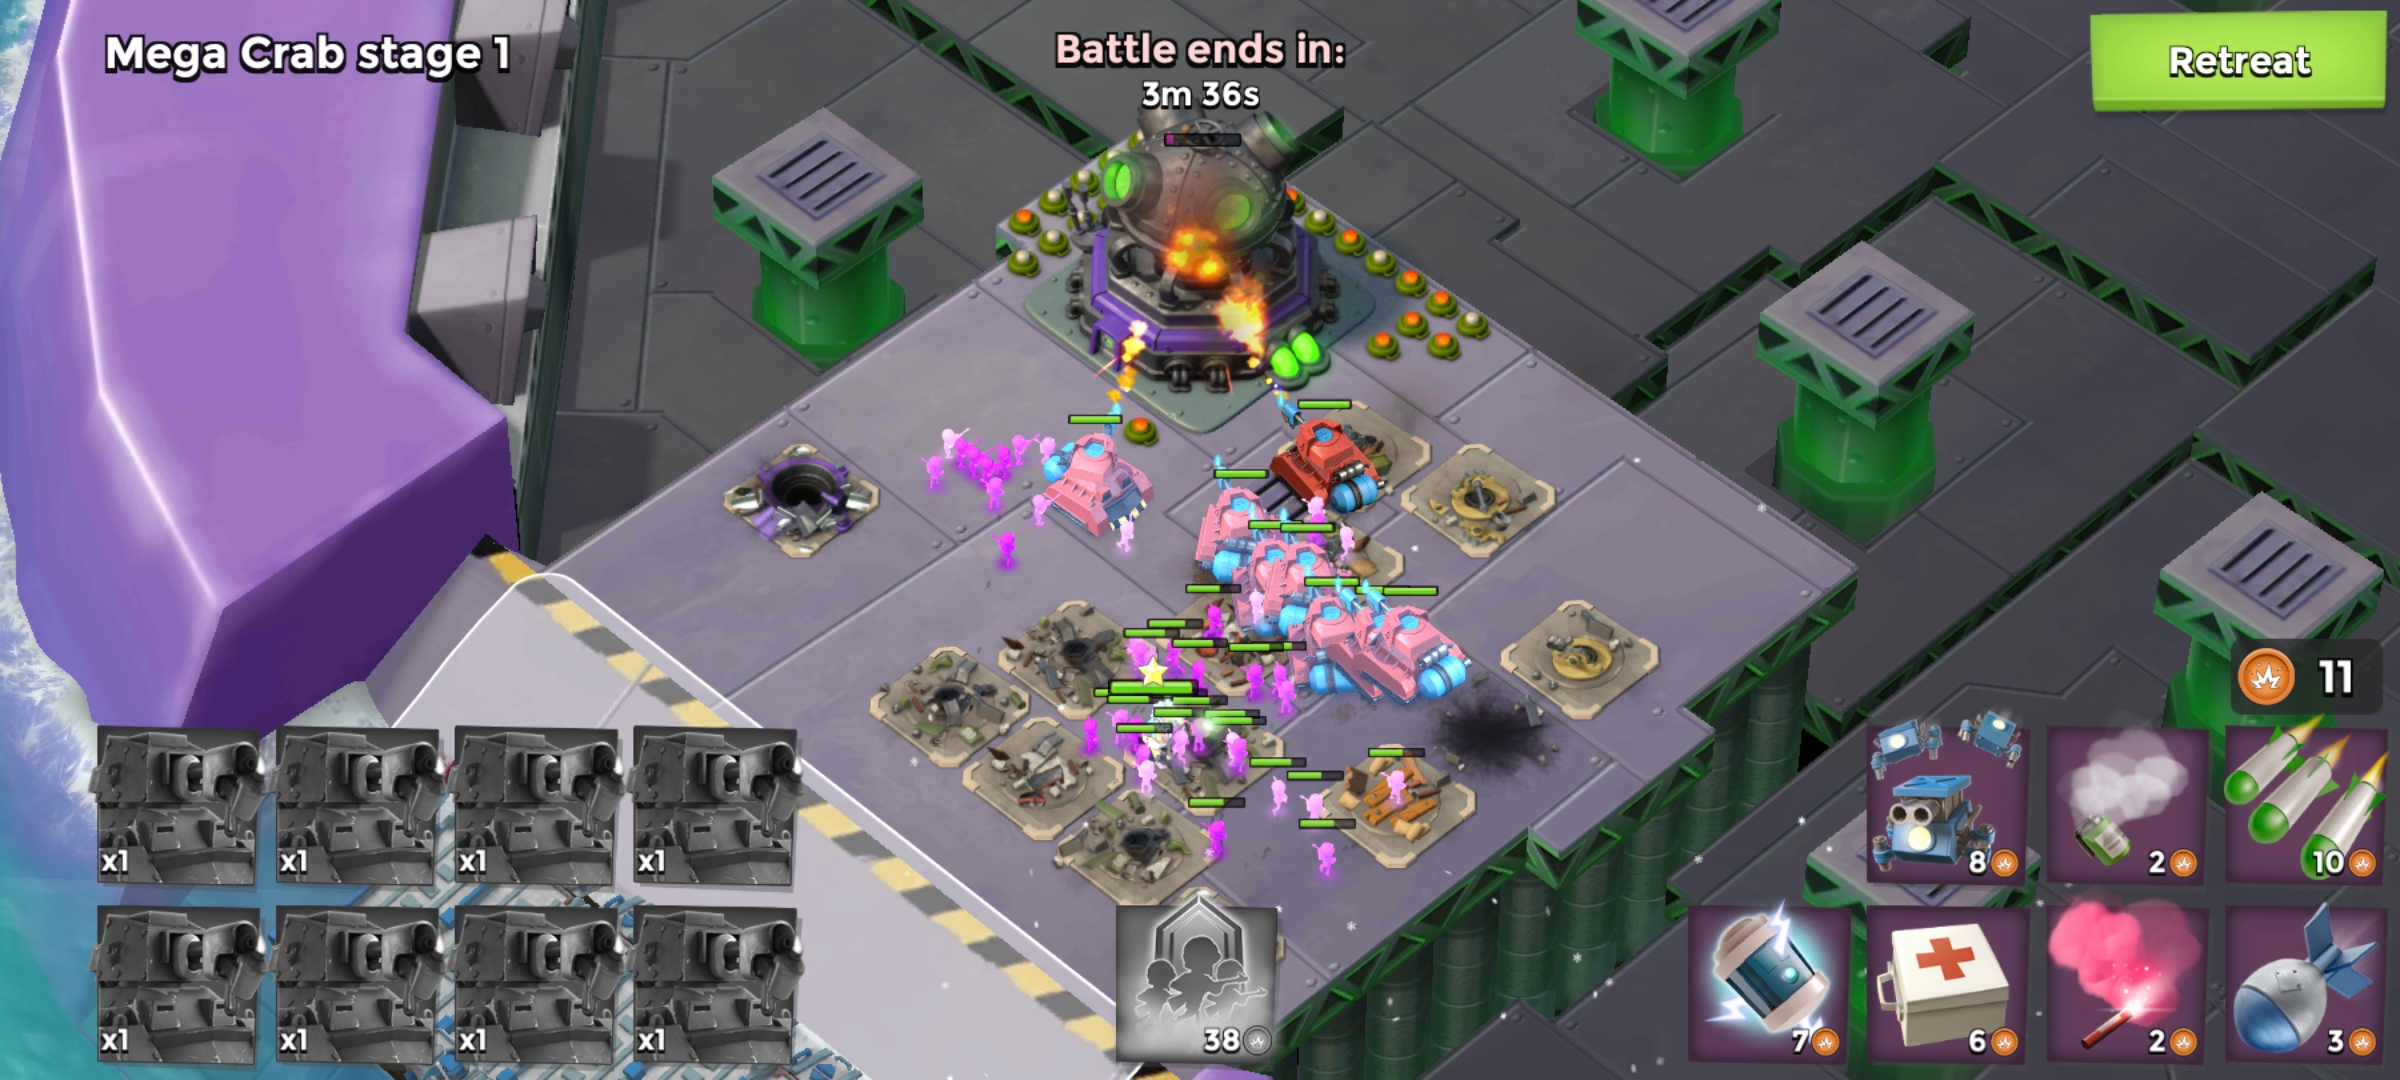 Mega Crab stage 1
Battle ends in:
3m 36s
Retreat
11
x1 x1 x1 x1
8 2 10
x1 x1 x1 x1
38
7 6 2 3